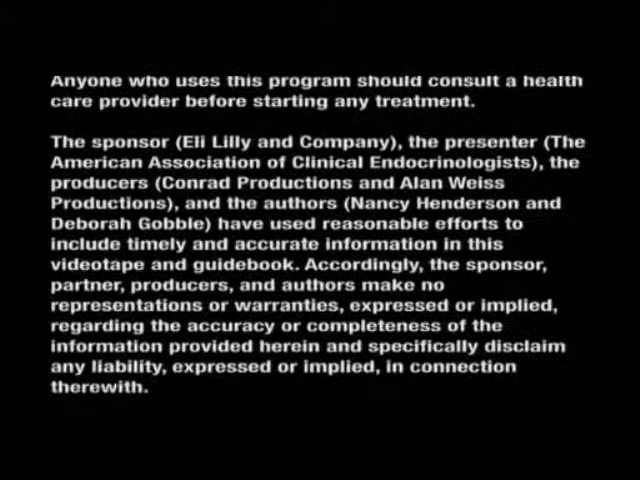 Anyone who uses this program should consult a health
care provider before starting any treatment.
The sponsor (Eli Lilly and Company), the presenter (The
American Association of Clinical Endocrinologists), the
producers (Conrad Productions and Alan Weiss
Productions), and the authors (Nancy Henderson and
Deborah Gobble) have used reasonable efforts to
include timely and accurate information in this
videotape and guidebook. Accordingly, the sponsor,
partner, producers, and authors make no
representations or warranties, expressed or implied,
regarding the accuracy or completeness of the
information provided herein and specifically disclaim
any liability, expressed or implied, in connection
therewith.